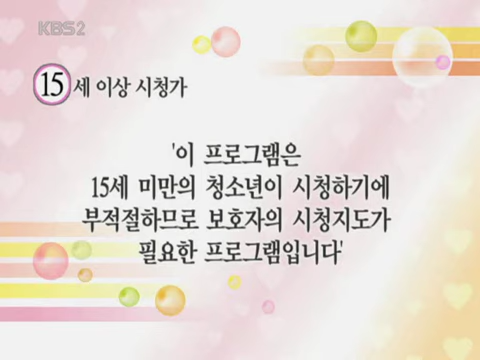 KBS2
15 세 이상 시청가
'이 프로그램은
15세 미만의 청소년이 시청하기에
부적절하므로 보호자의 시청지도가
필요한 프로그램입니다'